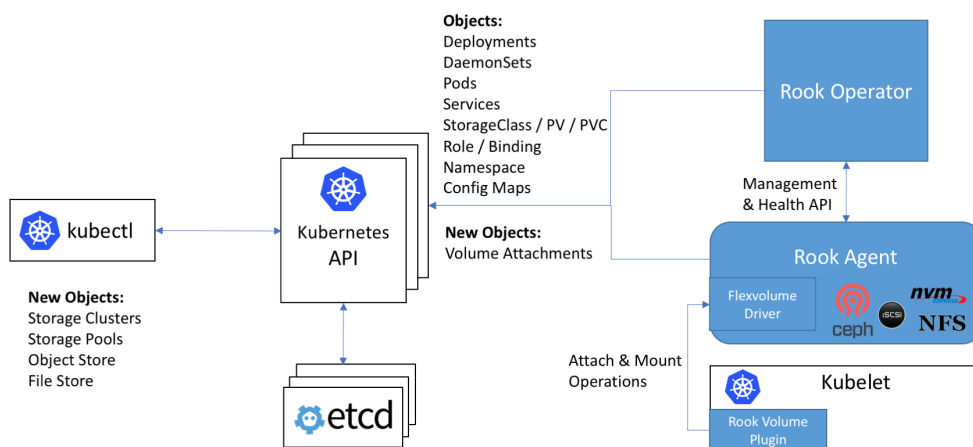 Objects:
Deployments
DaemonSets
Pods
Services
StorageClass / PV / PVC
Role / Binding
Namespace
Config Maps
Rook Operator
Management
& Health API
kubectl
Kubernetes
API
New Objects:
Volume Attachments
Rook Agent
Flexvolume
Driver
ceph
iSCSI
nvm
EXPRESS
NFS
New Objects:
Storage Clusters
Storage Pools
Object Store
File Store
Attach & Mount
Operations
Kubelet
Rook Volume
Plugin
etcd